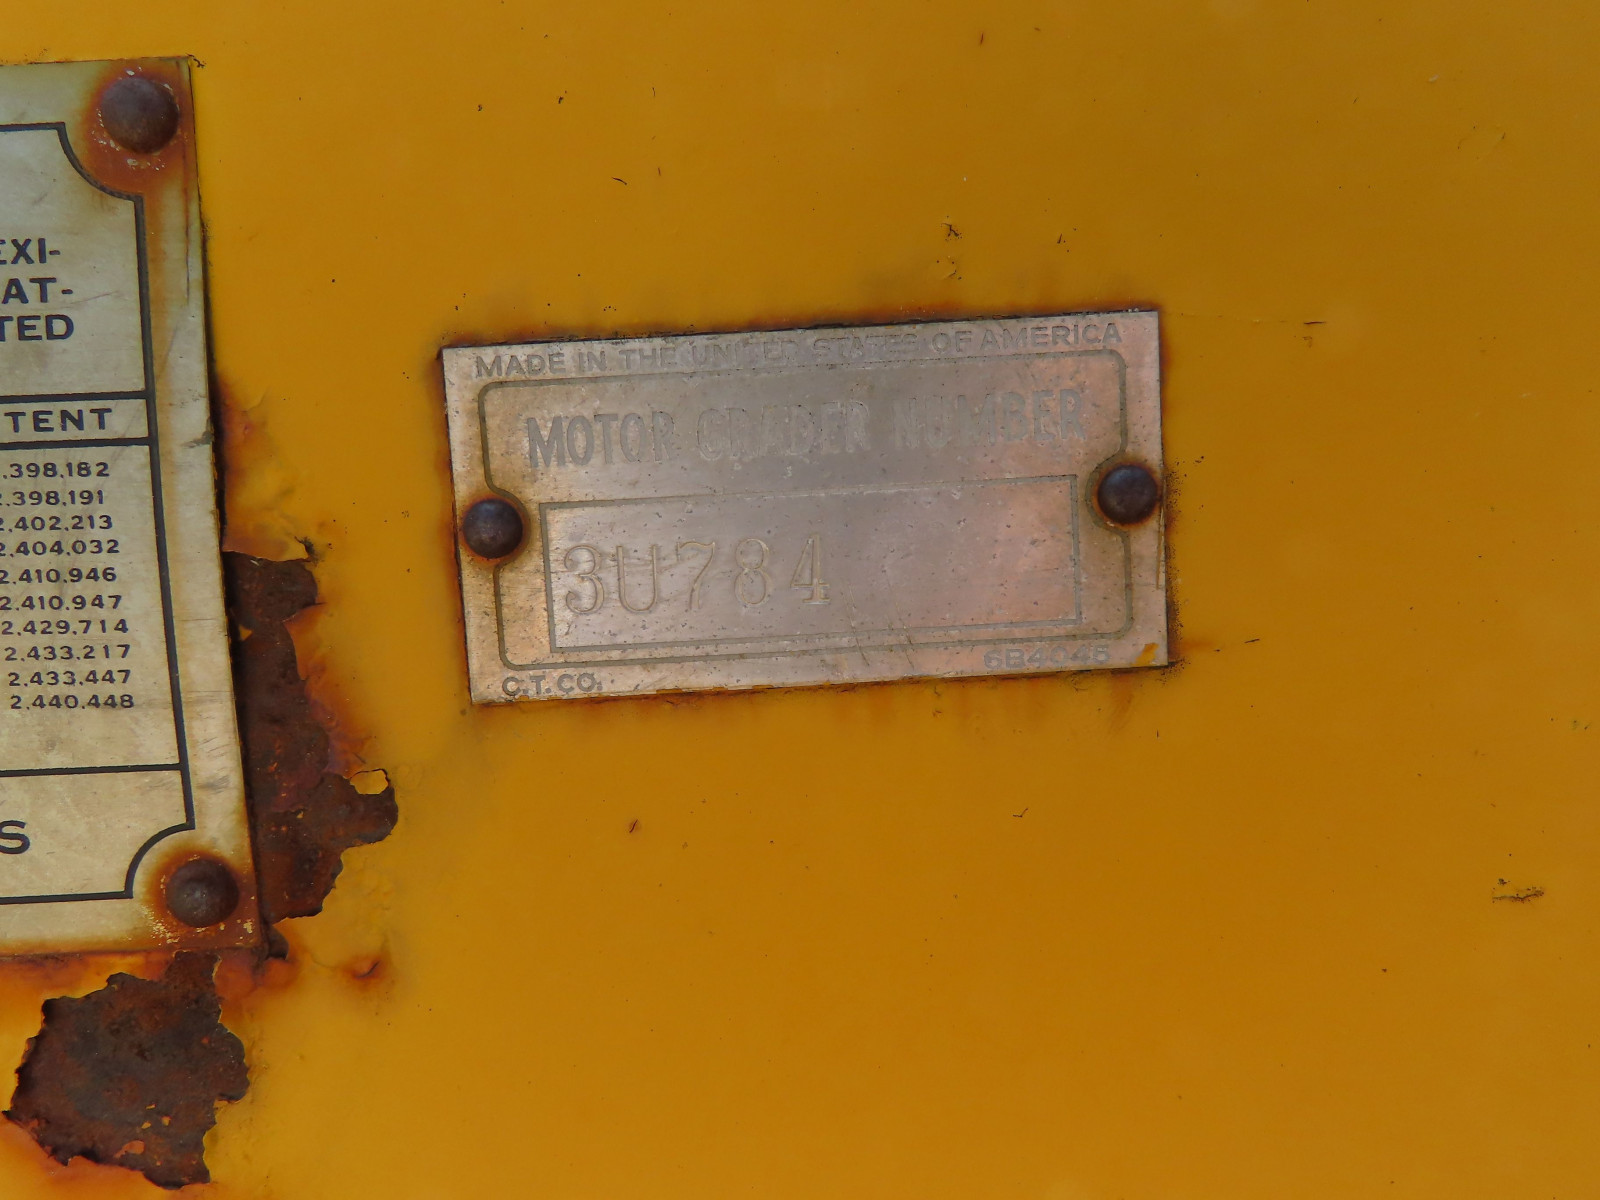 EXI-
AT-
TED
TENT
.398,182
2.398,191
2,402,213
2,404,032
2,410,946
2,410,947
2,429,714
2,433,217
2,433,447
2,440,448
S
MADE IN THE UNITED STATES OF AMERICA
MOTOR GRADER NUMBER
3U784
C.T.CO. 6B4045